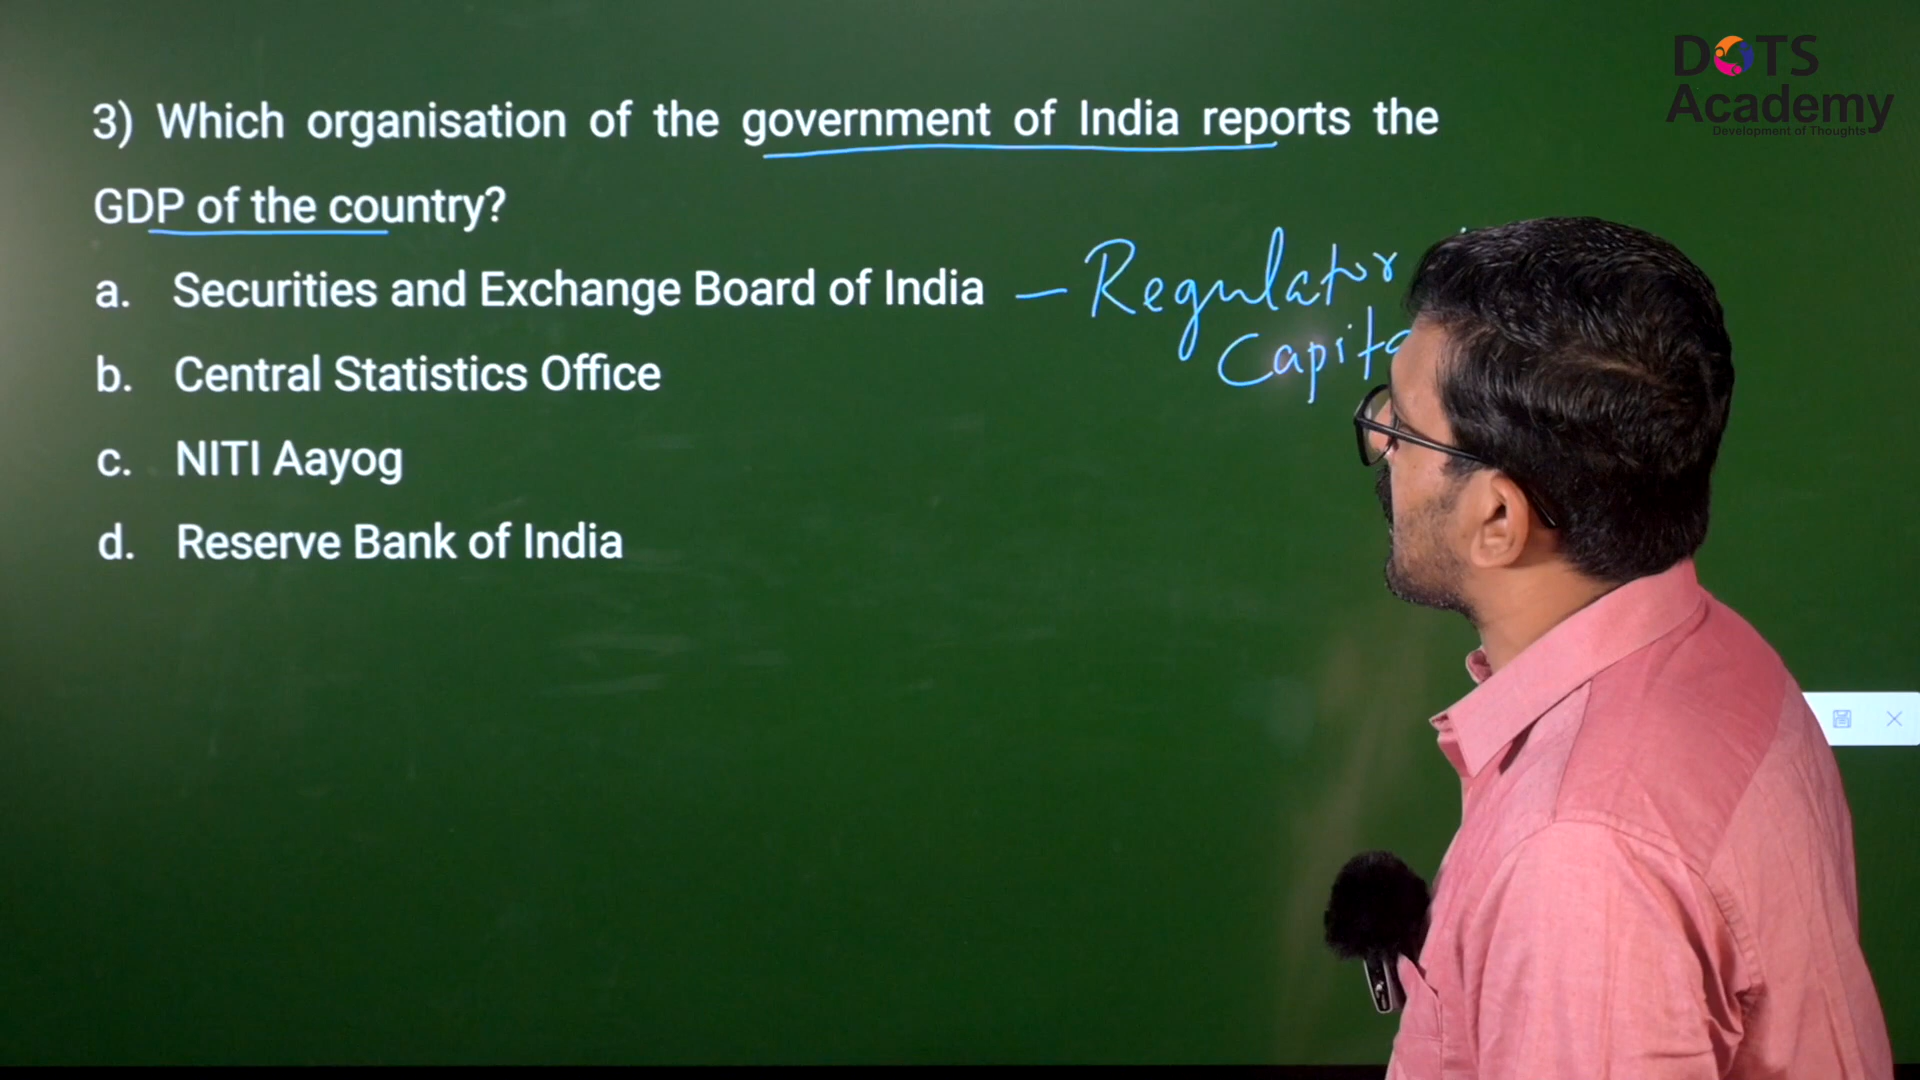 DOTS
Academy
Development of Thoughts
3) Which organisation of the government of India reports the
GDP of the country?
a. Securities and Exchange Board of India – Regulator
Capita
b. Central Statistics Office
c. NITI Aayog
d. Reserve Bank of India